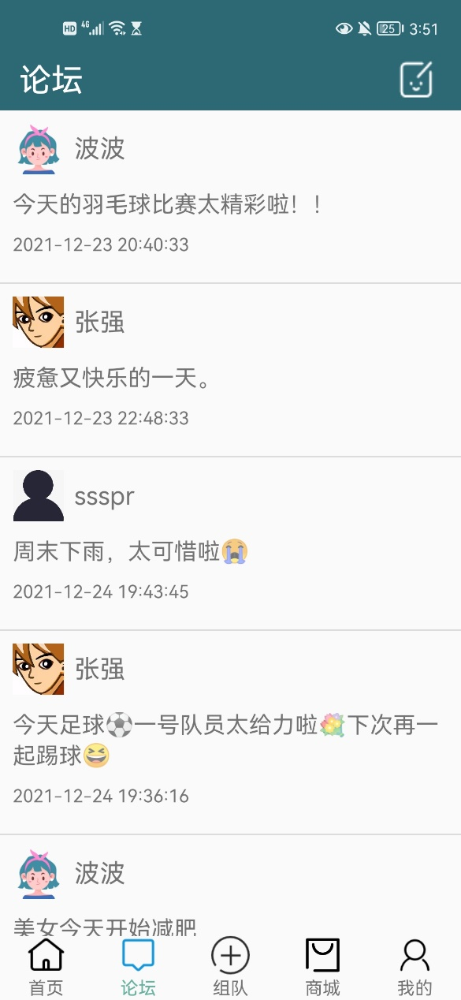 HD 4G 25 3:51
论坛
波波
今天的羽毛球比赛太精彩啦！！
2021-12-23 20:40:33
张强
疲惫又快乐的一天。
2021-12-23 22:48:33
ssspr
周末下雨，太可惜啦😭
2021-12-24 19:43:45
张强
今天足球⚽一号队员太给力啦💐下次再一
起踢球😆
2021-12-24 19:36:16
波波
美女今天开始减肥
首页 论坛 组队 商城 我的